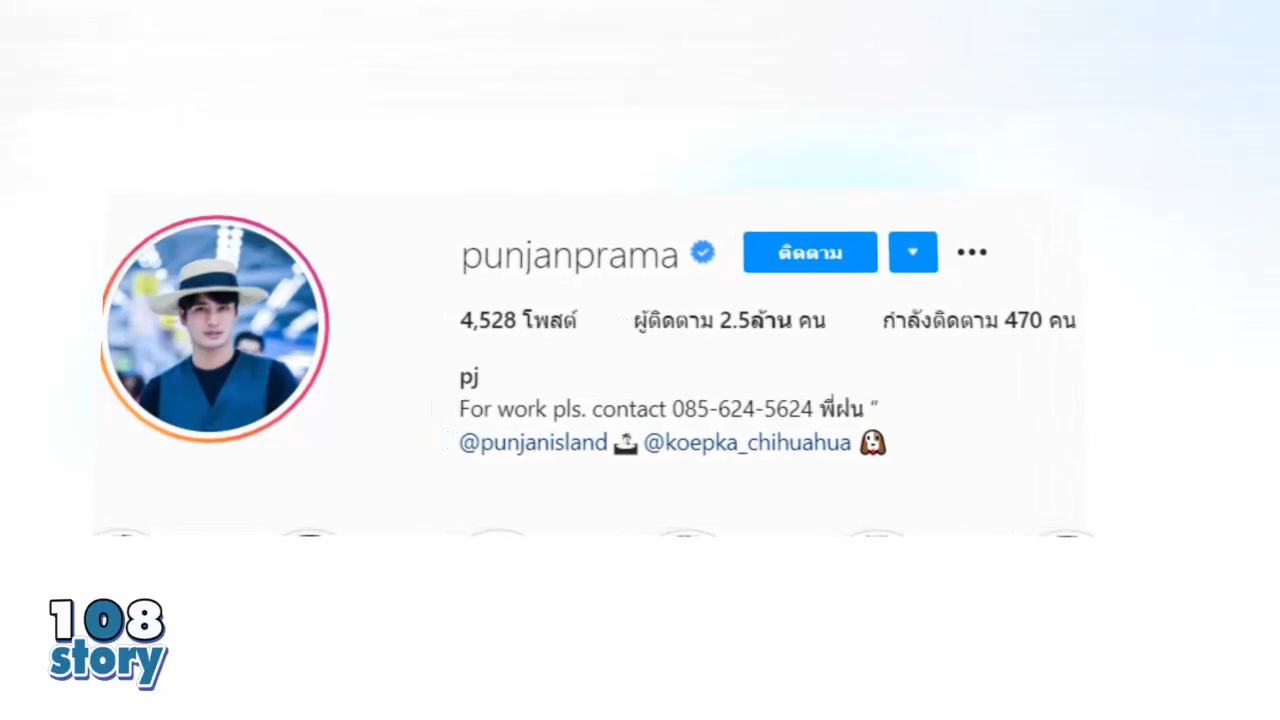 punjanprama ติดตาม
4,528 โพสต์ ผู้ติดตาม 2.5ล้าน คน กำลังติดตาม 470 คน
pj
For work pls. contact 085-624-5624 พี่ฝน ”
@punjanisland 🏝 @koepka_chihuahua 🐶
108
story